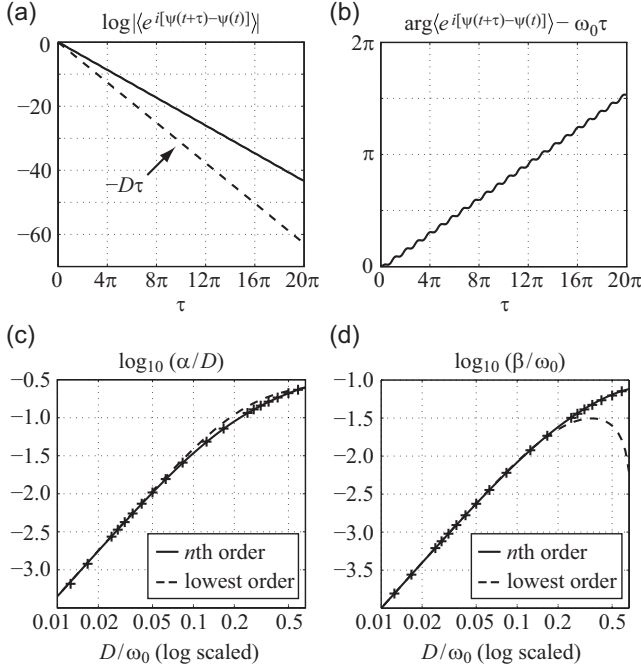 (a)
log|⟨e^{i[ψ(t+τ)−ψ(t)]}⟩|
0
−20
−40
−60
−Dτ
0 4π 8π 12π 16π 20π
τ
(b)
arg⟨e^{i[ψ(t+τ)−ψ(t)]}⟩ − ω₀τ
2π
π
0
0 4π 8π 12π 16π 20π
τ
(c)
log₁₀ (α/D)
−0.5
−1.0
−1.5
−2.0
−2.5
−3.0
nth order
lowest order
0.01 0.02 0.05 0.1 0.2 0.5
D/ω₀ (log scaled)
(d)
log₁₀ (β/ω₀)
−1.0
−1.5
−2.0
−2.5
−3.0
−3.5
nth order
lowest order
0.01 0.02 0.05 0.1 0.2 0.5
D/ω₀ (log scaled)